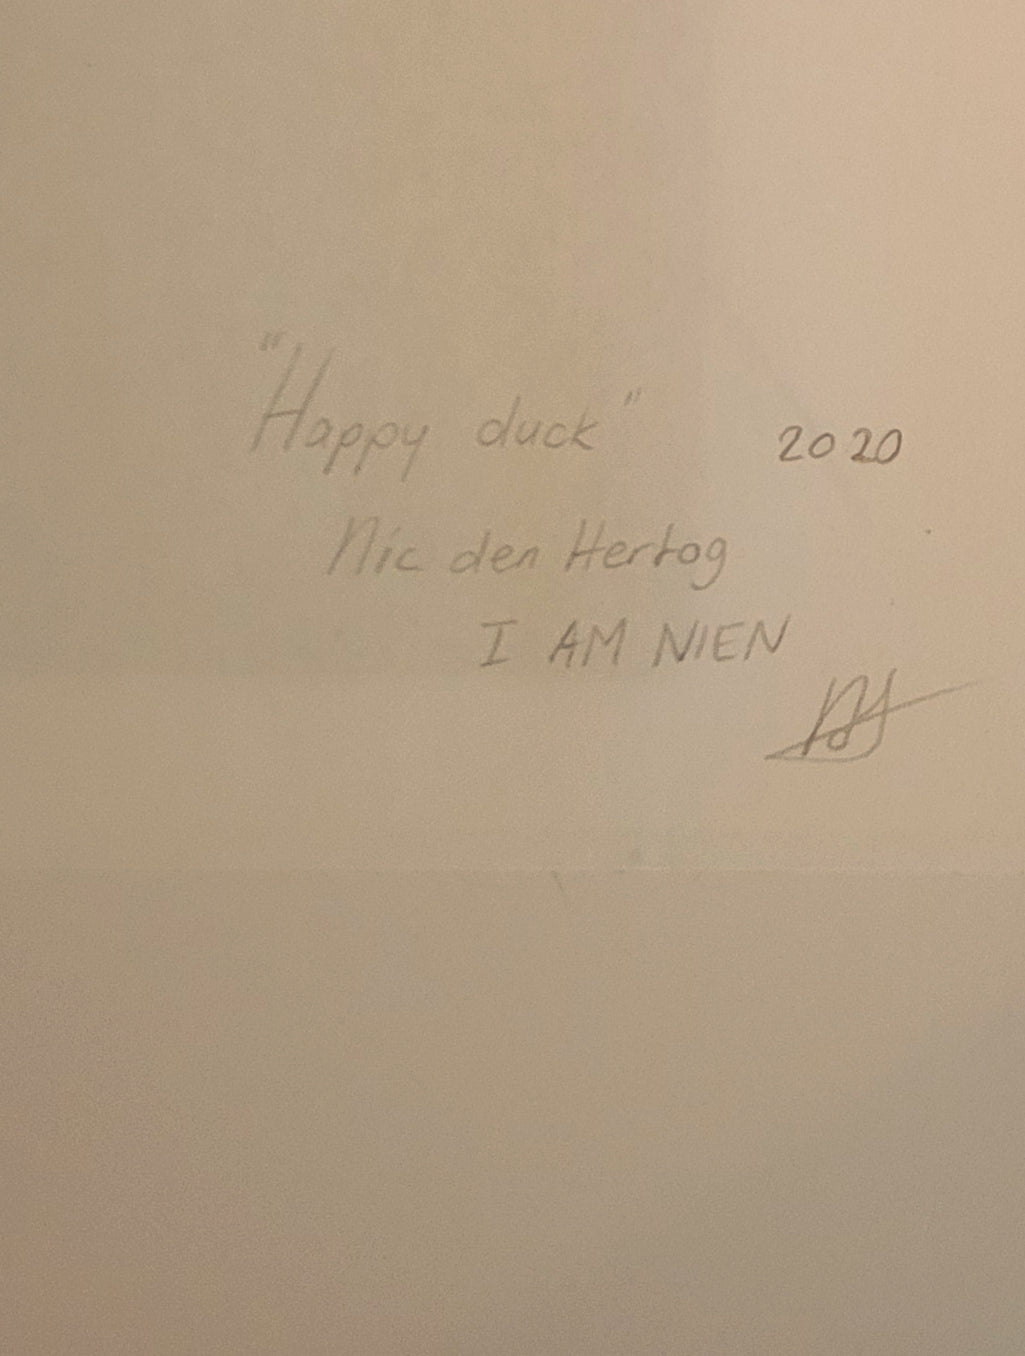 "Happy duck" 2020
Nic den Hertog
I AM NIEN